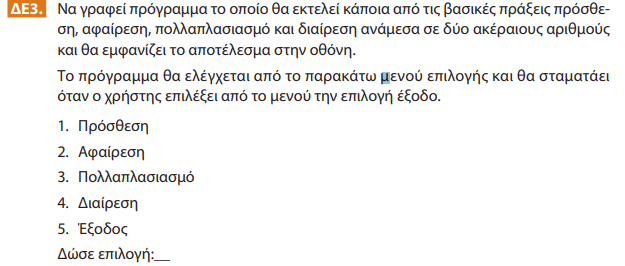 ΔΕ3. Να γραφεί πρόγραμμα το οποίο θα εκτελεί κάποια από τις βασικές πράξεις πρόσθε-
ση, αφαίρεση, πολλαπλασιασμό και διαίρεση ανάμεσα σε δύο ακέραιους αριθμούς
και θα εμφανίζει το αποτέλεσμα στην οθόνη.
Το πρόγραμμα θα ελέγχεται από το παρακάτω μενού επιλογής και θα σταματάει
όταν ο χρήστης επιλέξει από το μενού την επιλογή έξοδο.
1. Πρόσθεση
2. Αφαίρεση
3. Πολλαπλασιασμό
4. Διαίρεση
5. Έξοδος
Δώσε επιλογή:__